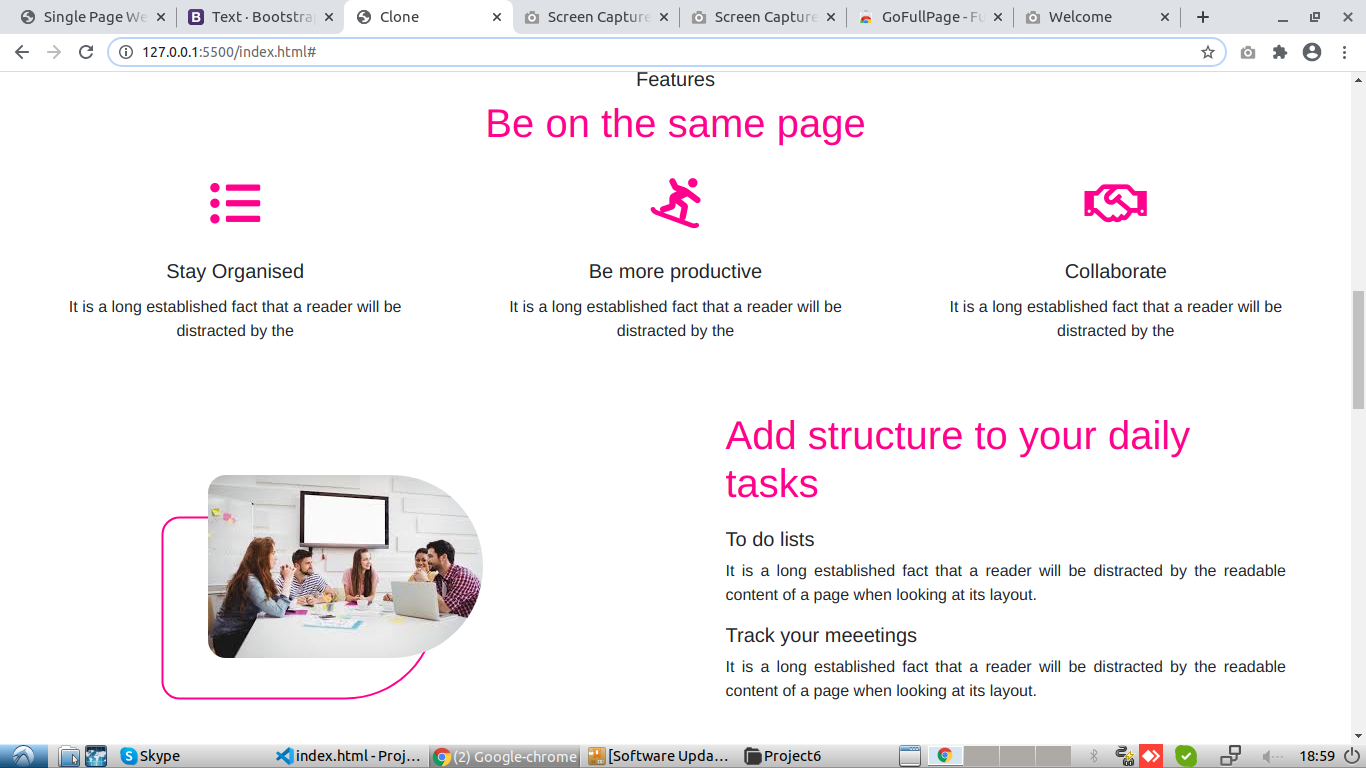 Single Page We
Text · Bootstrap
Clone
Screen Capture
Screen Capture
GoFullPage - Fu
Welcome
127.0.0.1:5500/index.html#
Features
Be on the same page
Stay Organised
Be more productive
Collaborate
It is a long established fact that a reader will be
distracted by the
It is a long established fact that a reader will be
distracted by the
It is a long established fact that a reader will be
distracted by the
Add structure to your daily
tasks
To do lists
It is a long established fact that a reader will be distracted by the readable
content of a page when looking at its layout.
Track your meeetings
It is a long established fact that a reader will be distracted by the readable
content of a page when looking at its layout.
Skype
index.html - Proj...
(2) Google-chrome
[Software Upda...
Project6
18:59